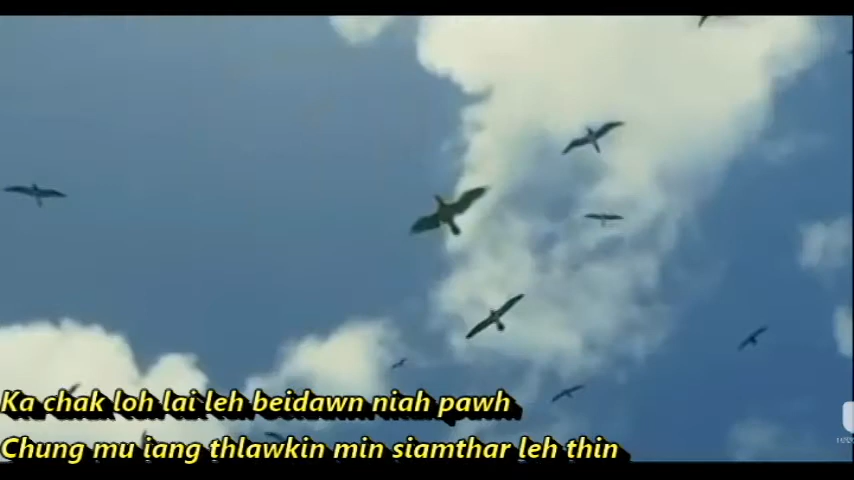 Ka chak loh lai leh beidawn niah pawh
Chung mu iang thlawkin min siamthar leh thin